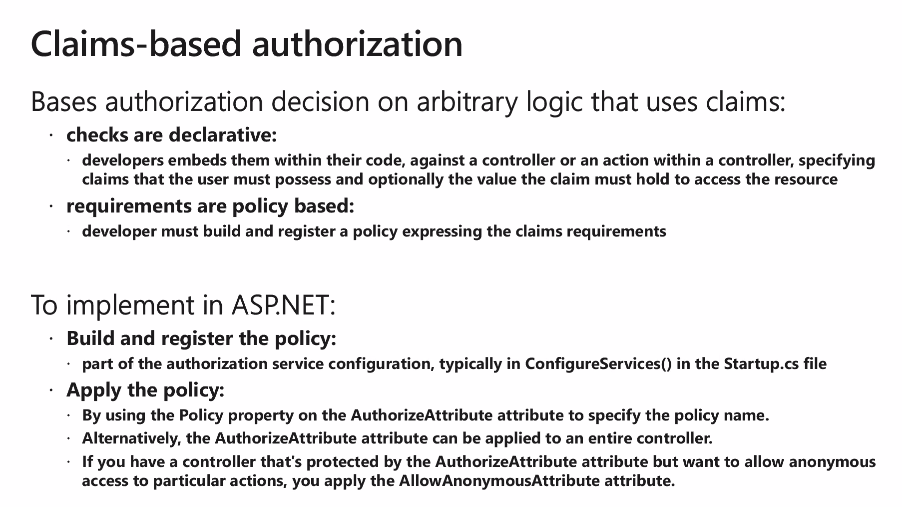 Claims-based authorization
Bases authorization decision on arbitrary logic that uses claims:
· checks are declarative:
· developers embeds them within their code, against a controller or an action within a controller, specifying
claims that the user must possess and optionally the value the claim must hold to access the resource
· requirements are policy based:
· developer must build and register a policy expressing the claims requirements
To implement in ASP.NET:
· Build and register the policy:
· part of the authorization service configuration, typically in ConfigureServices() in the Startup.cs file
· Apply the policy:
· By using the Policy property on the AuthorizeAttribute attribute to specify the policy name.
· Alternatively, the AuthorizeAttribute attribute can be applied to an entire controller.
· If you have a controller that's protected by the AuthorizeAttribute attribute but want to allow anonymous
access to particular actions, you apply the AllowAnonymousAttribute attribute.